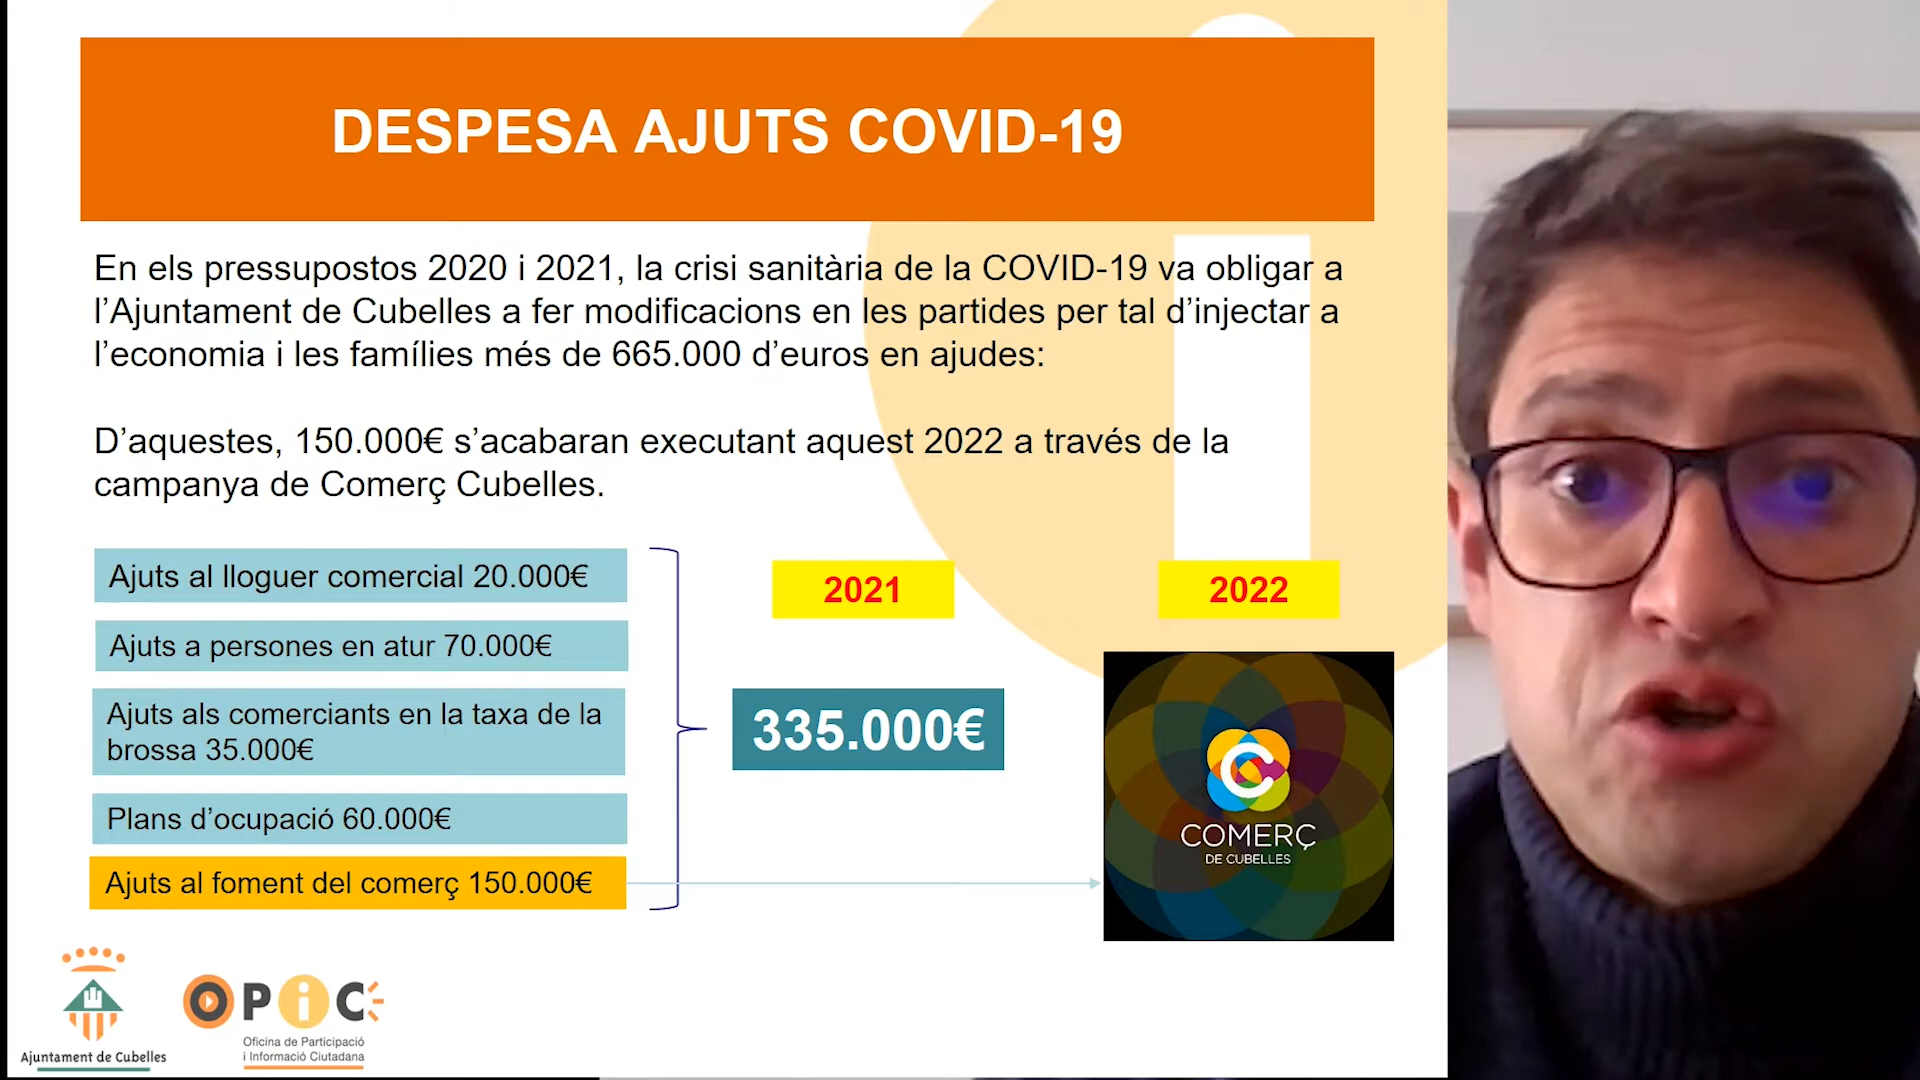 DESPESA AJUTS COVID-19
En els pressupostos 2020 i 2021, la crisi sanitària de la COVID-19 va obligar a
l’Ajuntament de Cubelles a fer modificacions en les partides per tal d’injectar a
l’economia i les famílies més de 665.000 d’euros en ajudes:
D’aquestes, 150.000€ s’acabaran executant aquest 2022 a través de la
campanya de Comerç Cubelles.
Ajuts al lloguer comercial 20.000€
Ajuts a persones en atur 70.000€
Ajuts als comerciants en la taxa de la
brossa 35.000€
Plans d’ocupació 60.000€
Ajuts al foment del comerç 150.000€
2021
335.000€
2022
COMERÇ
DE CUBELLES
Ajuntament de Cubelles
OPiC
Oficina de Participació
i Informació Ciutadana